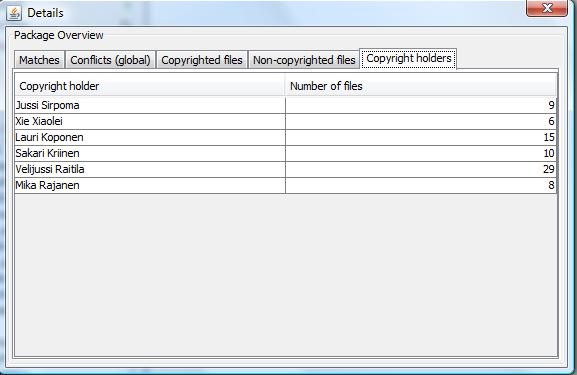 Details
Package Overview
Matches Conflicts (global) Copyrighted files Non-copyrighted files Copyright holders
Copyright holder Number of files
Jussi Sirpoma 9
Xie Xiaolei 6
Lauri Koponen 15
Sakari Kriinen 10
Velijussi Raitila 29
Mika Rajanen 8